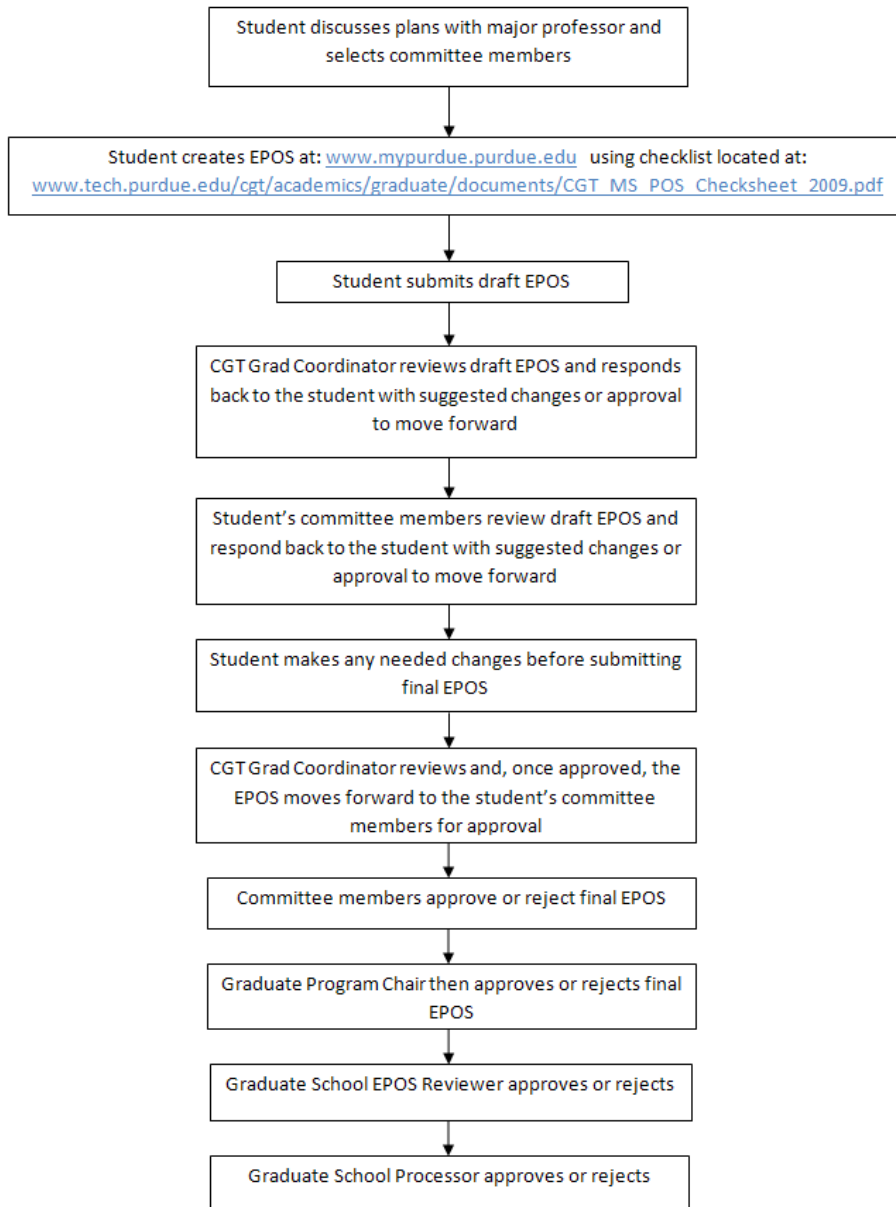 Student discusses plans with major professor and
selects committee members
Student creates EPOS at: www.mypurdue.purdue.edu using checklist located at:
www.tech.purdue.edu/cgt/academics/graduate/documents/CGT_MS_POS_Checksheet_2009.pdf
Student submits draft EPOS
CGT Grad Coordinator reviews draft EPOS and responds
back to the student with suggested changes or approval
to move forward
Student’s committee members review draft EPOS and
respond back to the student with suggested changes or
approval to move forward
Student makes any needed changes before submitting
final EPOS
CGT Grad Coordinator reviews and, once approved, the
EPOS moves forward to the student’s committee
members for approval
Committee members approve or reject final EPOS
Graduate Program Chair then approves or rejects final
EPOS
Graduate School EPOS Reviewer approves or rejects
Graduate School Processor approves or rejects